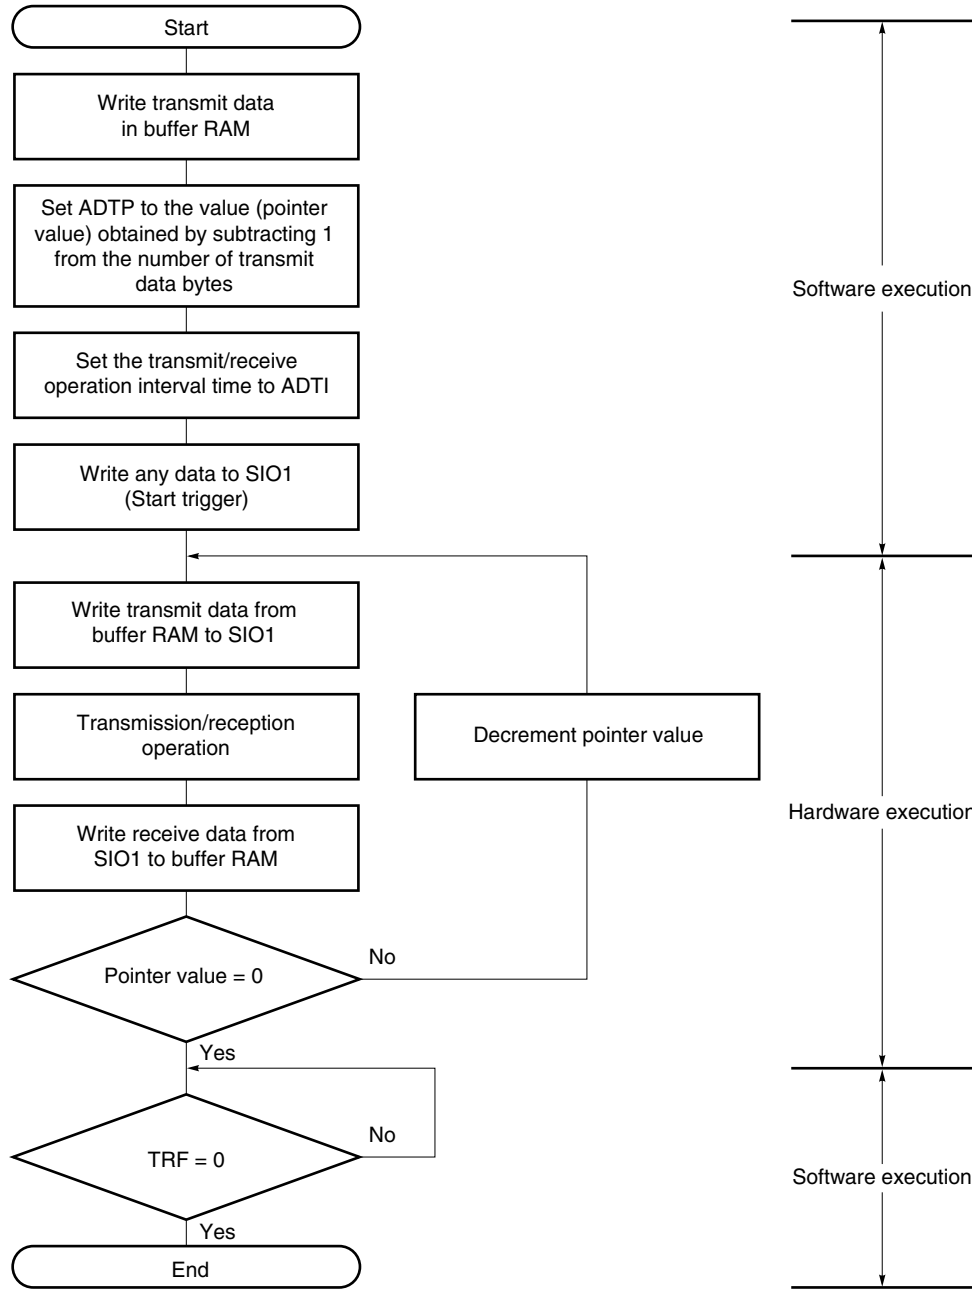 Start
Write transmit data
in buffer RAM
Set ADTP to the value (pointer
value) obtained by subtracting 1
from the number of transmit
data bytes
Software execution
Set the transmit/receive
operation interval time to ADTI
Write any data to SIO1
(Start trigger)
Write transmit data from
buffer RAM to SIO1
Transmission/reception
operation
Decrement pointer value
Write receive data from
SIO1 to buffer RAM
Hardware execution
Pointer value = 0
No
Yes
TRF = 0
No
Software execution
Yes
End